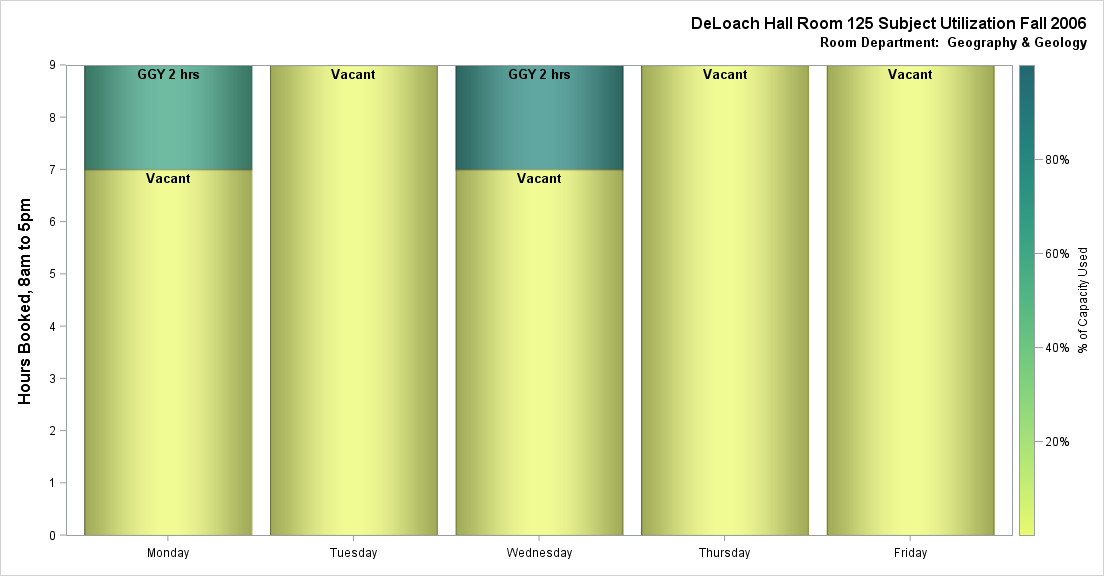 DeLoach Hall Room 125 Subject Utilization Fall 2006
Room Department: Geography & Geology
Hours Booked, 8am to 5pm
9
8
7
6
5
4
3
2
1
0
GGY 2 hrs
Vacant
Vacant
GGY 2 hrs
Vacant
Vacant
Vacant
Monday
Tuesday
Wednesday
Thursday
Friday
80%
60%
40%
20%
% of Capacity Used